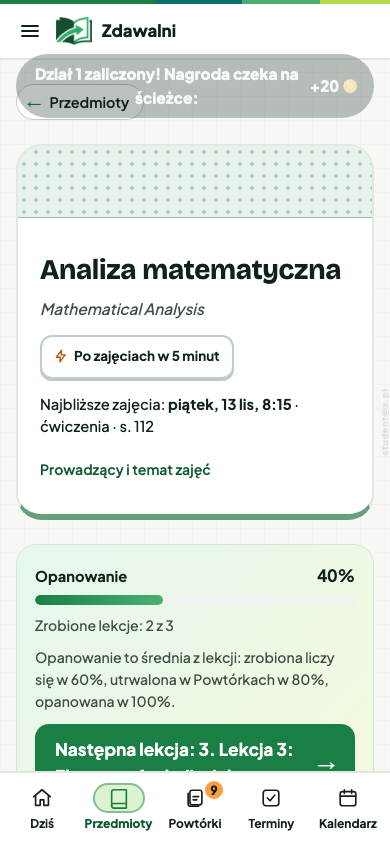 Zdawalni
Dział 1 zaliczony! Nagroda czeka na
ścieżce:
+20
← Przedmioty
Analiza matematyczna
Mathematical Analysis
Po zajęciach w 5 minut
Najbliższe zajęcia: piątek, 13 lis, 8:15 ·
ćwiczenia · s. 112
Prowadzący i temat zajęć
student@z.pl
Opanowanie
40%
Zrobione lekcje: 2 z 3
Opanowanie to średnia z lekcji: zrobiona liczy
się w 60%, utrwalona w Powtórkach w 80%,
opanowana w 100%.
Następna lekcja: 3. Lekcja 3:
→
9
Dziś
Przedmioty
Powtórki
Terminy
Kalendarz